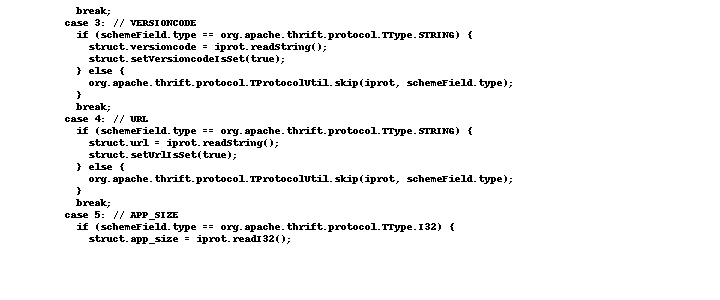 break;
case 3: // VERSIONCODE
if (schemeField.type == org.apache.thrift.protocol.TType.STRING) {
struct.versioncode = iprot.readString();
struct.setVersioncodeIsSet(true);
} else {
org.apache.thrift.protocol.TProtocolUtil.skip(iprot, schemeField.type);
}
break;
case 4: // URL
if (schemeField.type == org.apache.thrift.protocol.TType.STRING) {
struct.url = iprot.readString();
struct.setUrlIsSet(true);
} else {
org.apache.thrift.protocol.TProtocolUtil.skip(iprot, schemeField.type);
}
break;
case 5: // APP_SIZE
if (schemeField.type == org.apache.thrift.protocol.TType.I32) {
struct.app_size = iprot.readI32();